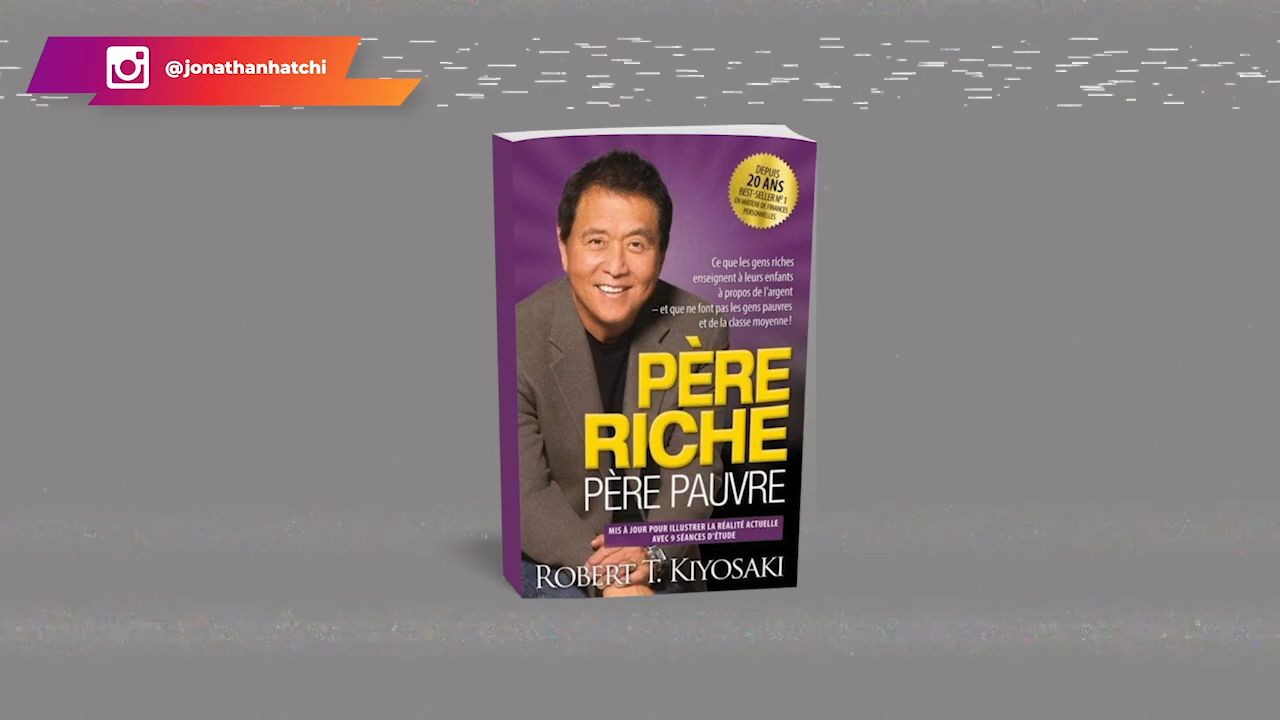 @jonathanhatchi
DEPUIS
20 ANS
BEST-SELLER Nº 1
EN MATIÈRE DE FINANCES
PERSONNELLES
Ce que les gens riches
enseignent à leurs enfants
à propos de l'argent
– et que ne font pas les gens pauvres
et de la classe moyenne !
PÈRE
RICHE
PÈRE PAUVRE
MIS À JOUR POUR ILLUSTRER LA RÉALITÉ ACTUELLE
AVEC 9 SÉANCES D'ÉTUDE
ROBERT T. KIYOSAKI